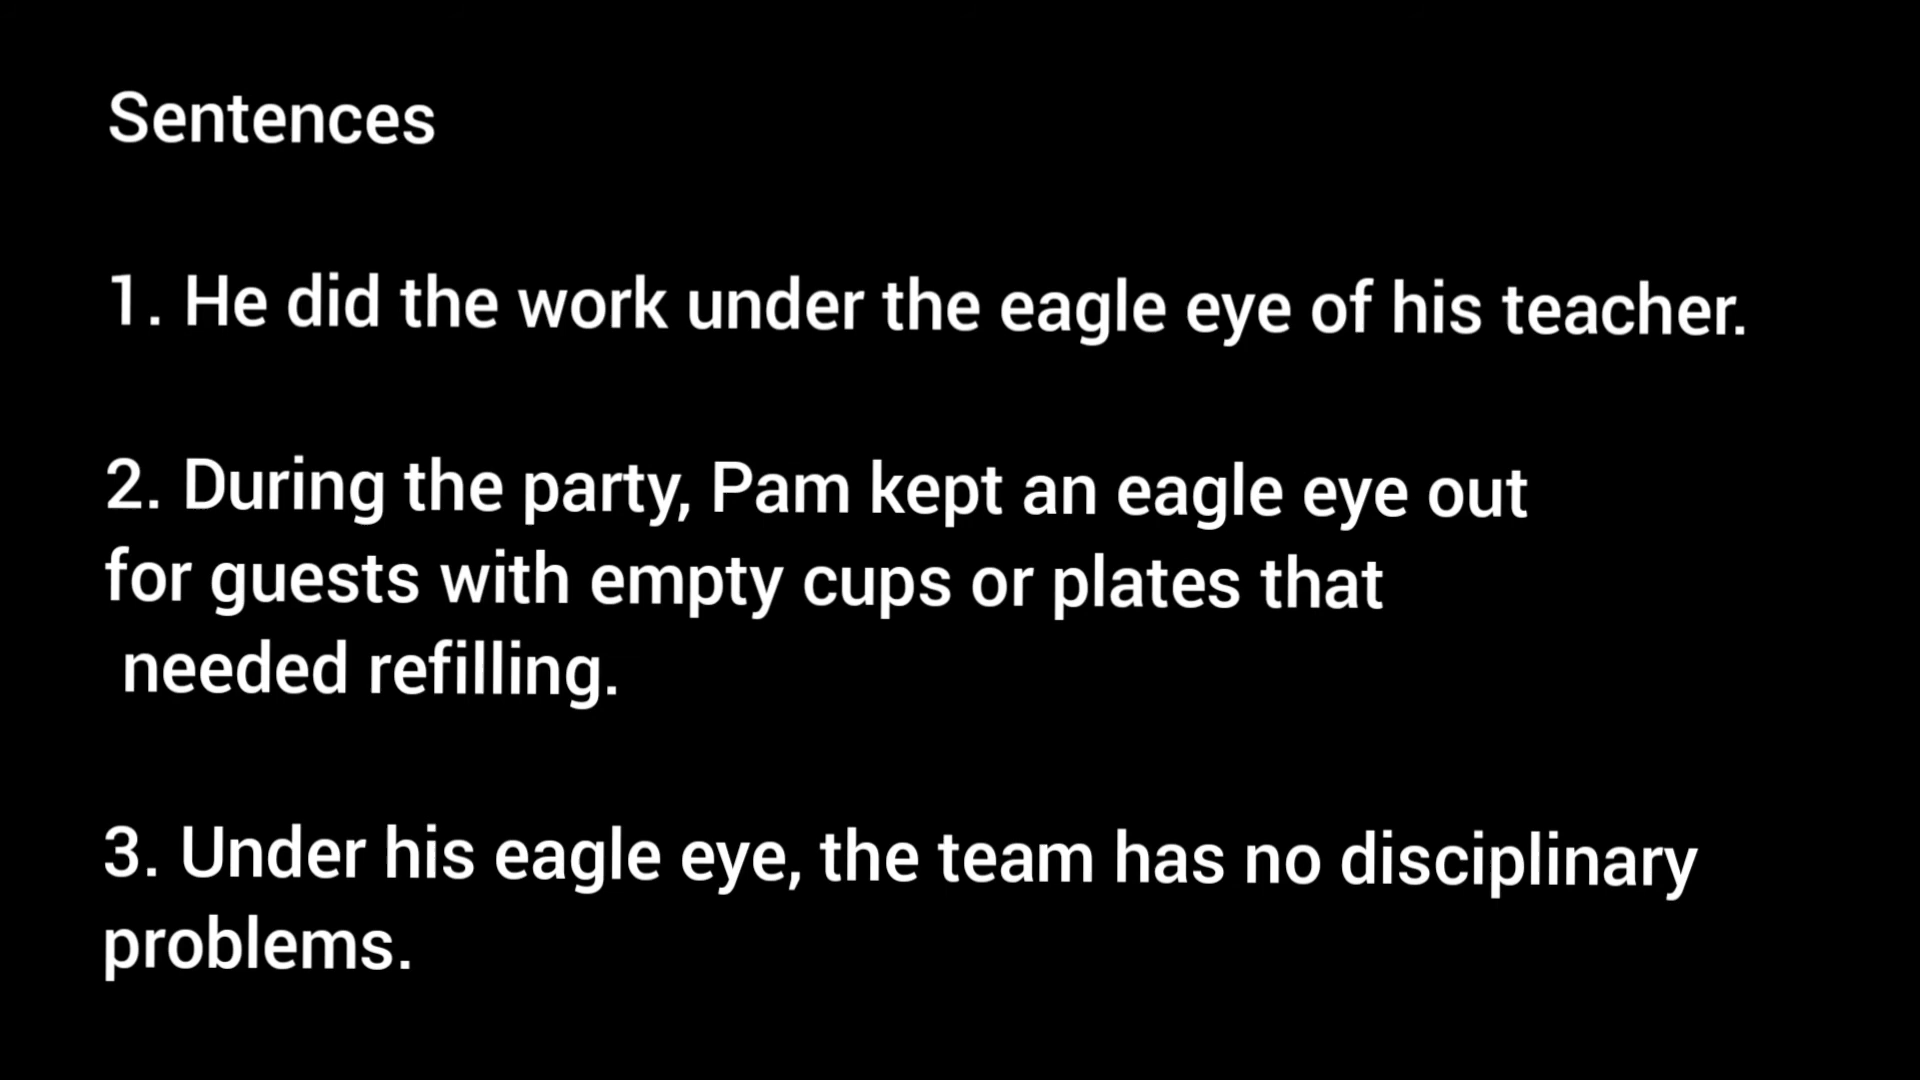 Sentences
1. He did the work under the eagle eye of his teacher.
2. During the party, Pam kept an eagle eye out
for guests with empty cups or plates that
needed refilling.
3. Under his eagle eye, the team has no disciplinary
problems.